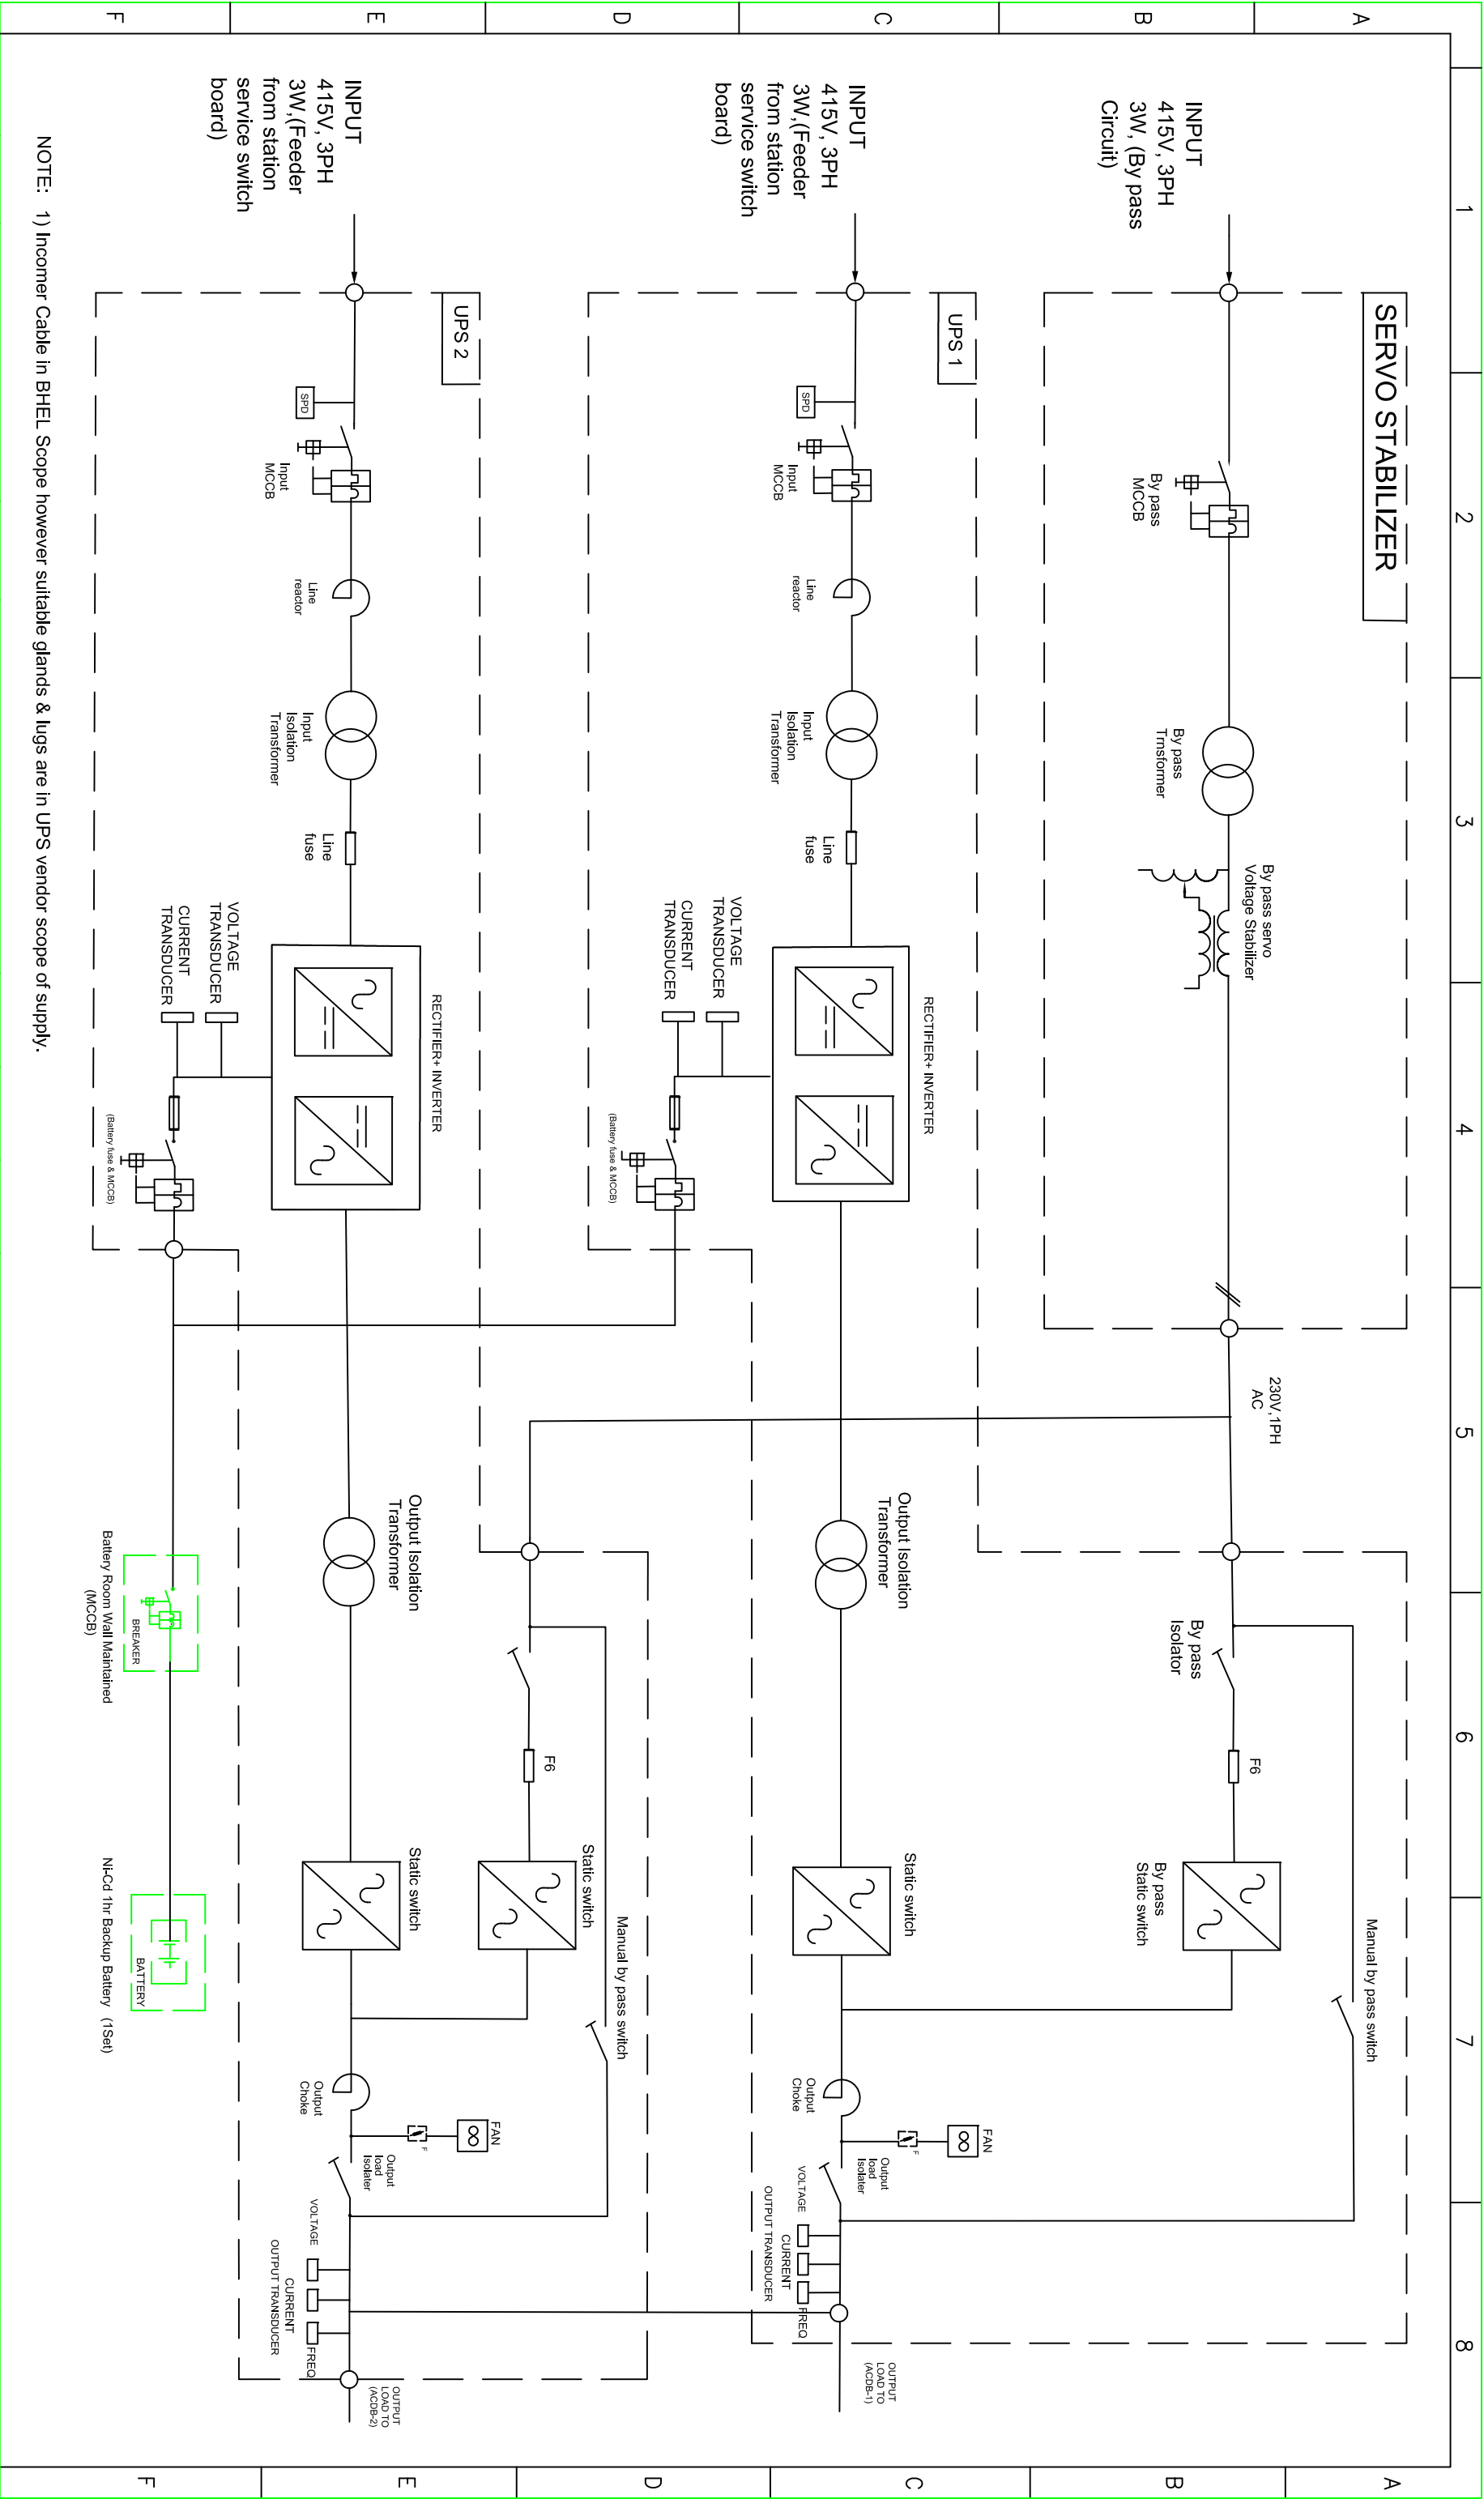 A
B
C
D
E
F
1
2
3
4
5
6
7
8
A
B
C
D
E
F
SERVO STABILIZER
INPUT
415V, 3PH
3W, (By pass
Circuit)
By pass
MCCB
By pass
Trnsformer
By pass servo
Voltage Stabilizer
230V,1PH
AC
By pass
Isolator
F6
By pass
Static switch
Manual by pass switch
UPS 1
INPUT
415V, 3PH
3W,(Feeder
from station
service switch
board)
SPD
Input
MCCB
Line
reactor
Input
Isolation
Transformer
Line
fuse
RECTIFIER+ INVERTER
VOLTAGE
TRANSDUCER
CURRENT
TRANSDUCER
(Battery fuse & MCCB)
Output Isolation
Transformer
Static switch
Output
Choke
FAN
F
Output
load
Isolater
VOLTAGE
CURRENT
FREQ
OUTPUT TRANSDUCER
OUTPUT
LOAD TO
(ACDB-1)
UPS 2
INPUT
415V, 3PH
3W,(Feeder
from station
service switch
board)
SPD
Input
MCCB
Line
reactor
Input
Isolation
Transformer
Line
fuse
RECTIFIER+ INVERTER
VOLTAGE
TRANSDUCER
CURRENT
TRANSDUCER
(Battery fuse & MCCB)
Output Isolation
Transformer
F6
Static switch
Static switch
Manual by pass switch
Output
Choke
FAN
F
Output
load
Isolater
VOLTAGE
CURRENT
FREQ
OUTPUT TRANSDUCER
OUTPUT
LOAD TO
(ACDB-2)
BREAKER
Battery Room Wall Maintained
(MCCB)
BATTERY
Ni-Cd 1hr Backup Battery (1Set)
NOTE: 1) Incomer Cable in BHEL Scope however suitable glands & lugs are in UPS vendor scope of supply.